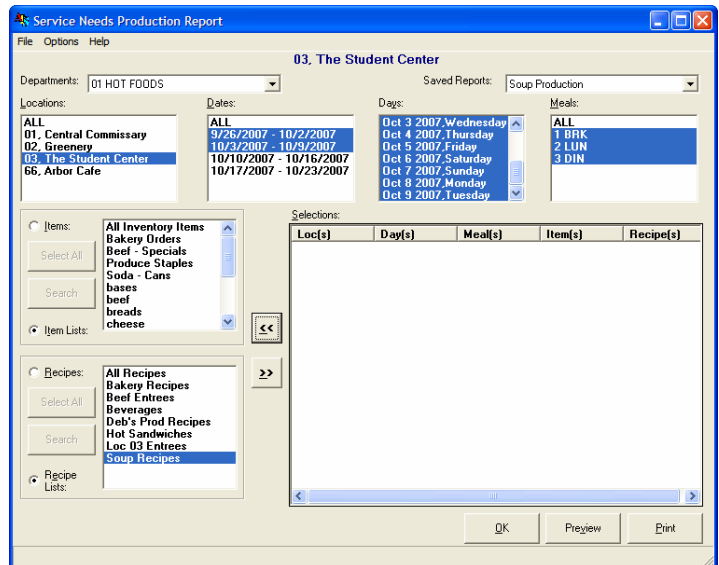 Service Needs Production Report
File Options Help
03, The Student Center
Departments: 01 HOT FOODS
Saved Reports: Soup Production
Locations:
ALL
01, Central Commissary
02, Greenery
03, The Student Center
66, Arbor Cafe
Dates:
ALL
9/26/2007 - 10/2/2007
10/3/2007 - 10/9/2007
10/10/2007 - 10/16/2007
10/17/2007 - 10/23/2007
Days:
Oct 3 2007,Wednesday
Oct 4 2007,Thursday
Oct 5 2007,Friday
Oct 6 2007,Saturday
Oct 7 2007,Sunday
Oct 8 2007,Monday
Oct 9 2007,Tuesday
Meals:
ALL
1 BRK
2 LUN
3 DIN
Items:
Select All
Search
Item Lists:
All Inventory Items
Bakery Orders
Beef - Specials
Produce Staples
Soda - Cans
bases
beef
breads
cheese
<<
>>
Recipes:
Select All
Search
Recipe
Lists:
All Recipes
Bakery Recipes
Beef Entrees
Beverages
Deb's Prod Recipes
Hot Sandwiches
Loc 03 Entrees
Soup Recipes
Selections:
Loc(s) Day(s) Meal(s) Item(s) Recipe(s)
OK Preview Print